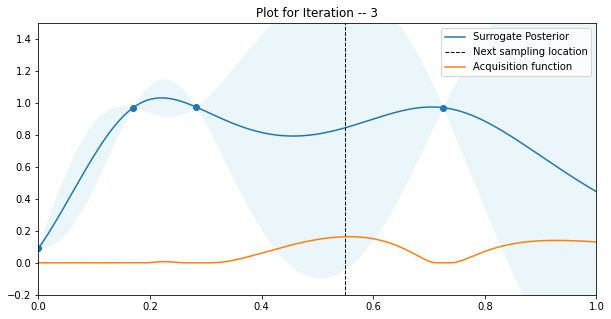 Plot for Iteration -- 3
Surrogate Posterior
Next sampling location
Acquisition function
1.4
1.2
1.0
0.8
0.6
0.4
0.2
0.0
−0.2
0.0 0.2 0.4 0.6 0.8 1.0